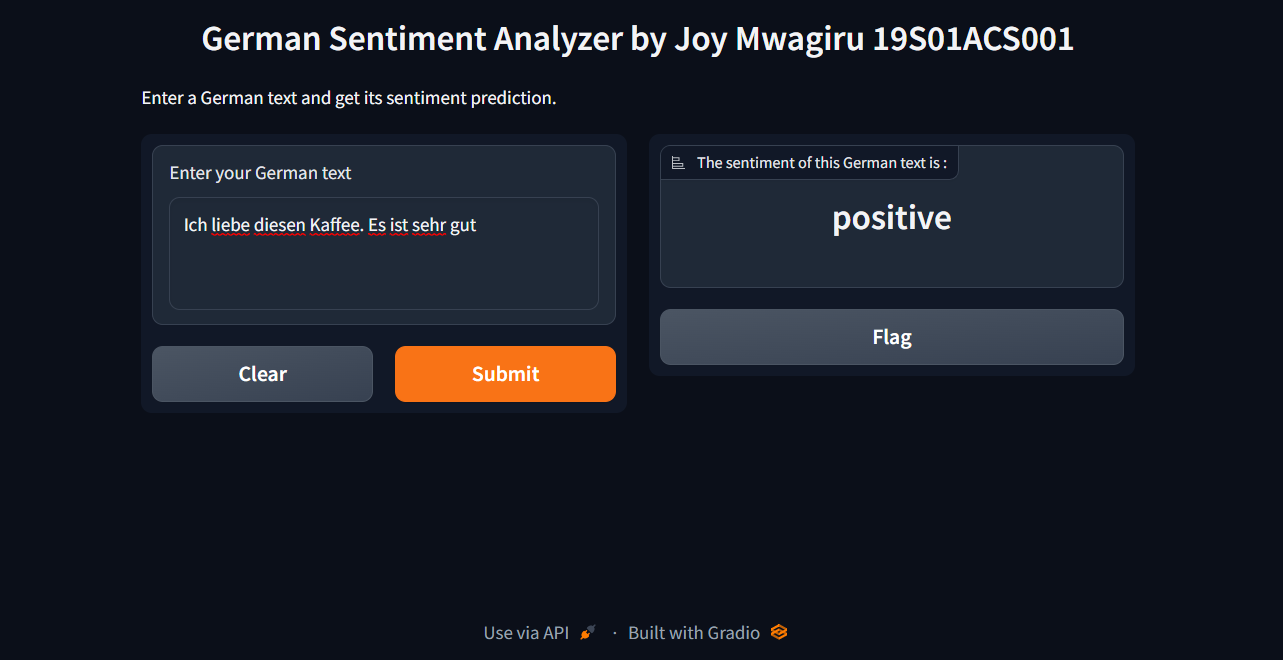 German Sentiment Analyzer by Joy Mwagiru 19S01ACS001
Enter a German text and get its sentiment prediction.
Enter your German text
Ich liebe diesen Kaffee. Es ist sehr gut
Clear
Submit
The sentiment of this German text is :
positive
Flag
Use via API · Built with Gradio